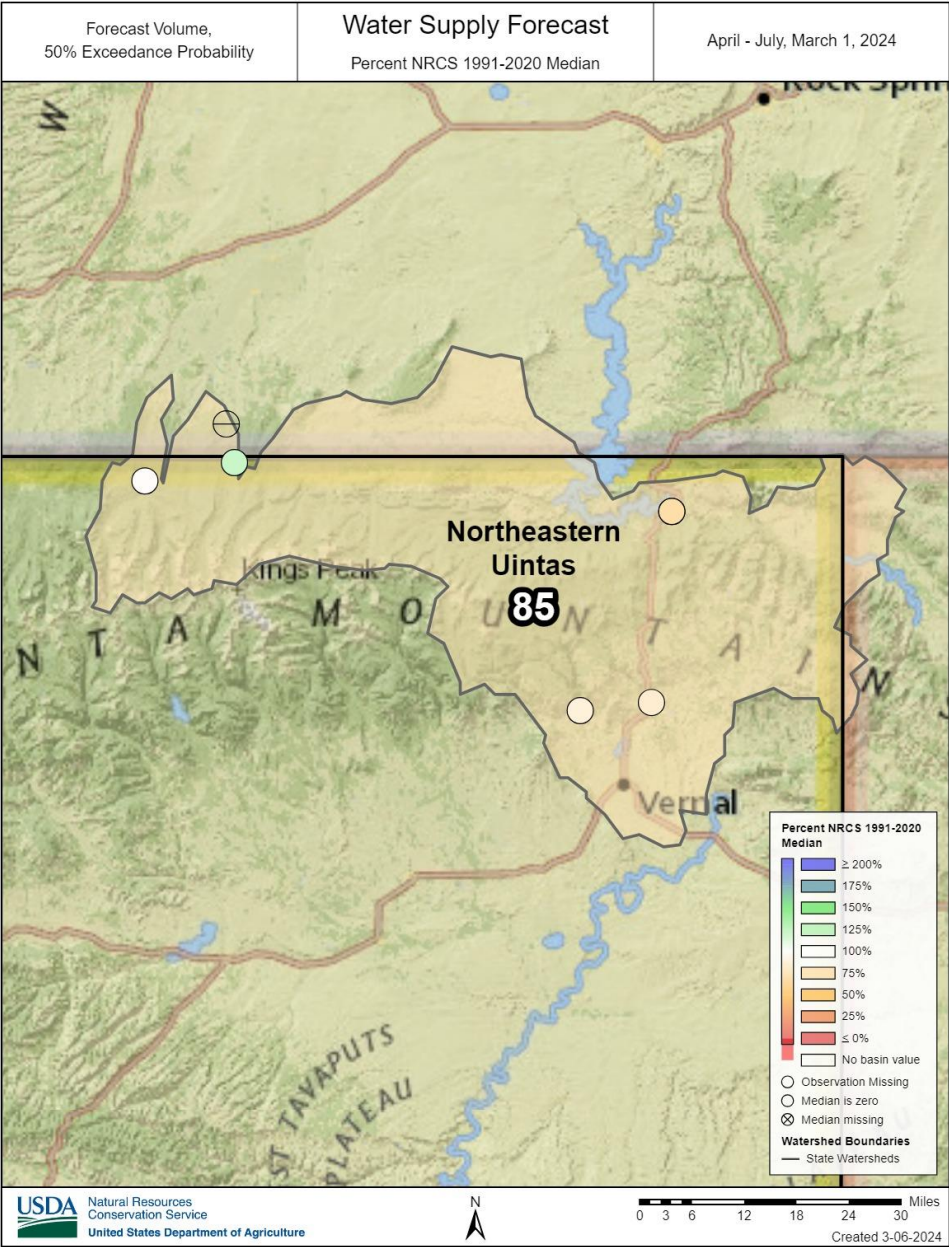 Forecast Volume,
50% Exceedance Probability
Water Supply Forecast
Percent NRCS 1991-2020 Median
April - July, March 1, 2024
W
Rock Sprin
Northeastern
Uintas
85
Kings Peak
N T A M O U N T A I N
Vernal
ST TAVAPUTS
PLATEAU
Percent NRCS 1991-2020
Median
≥ 200%
175%
150%
125%
100%
75%
50%
25%
≤ 0%
No basin value
Observation Missing
Median is zero
Median missing
Watershed Boundaries
State Watersheds
USDA
Natural Resources
Conservation Service
United States Department of Agriculture
N
Miles
0 3 6 12 18 24 30
Created 3-06-2024